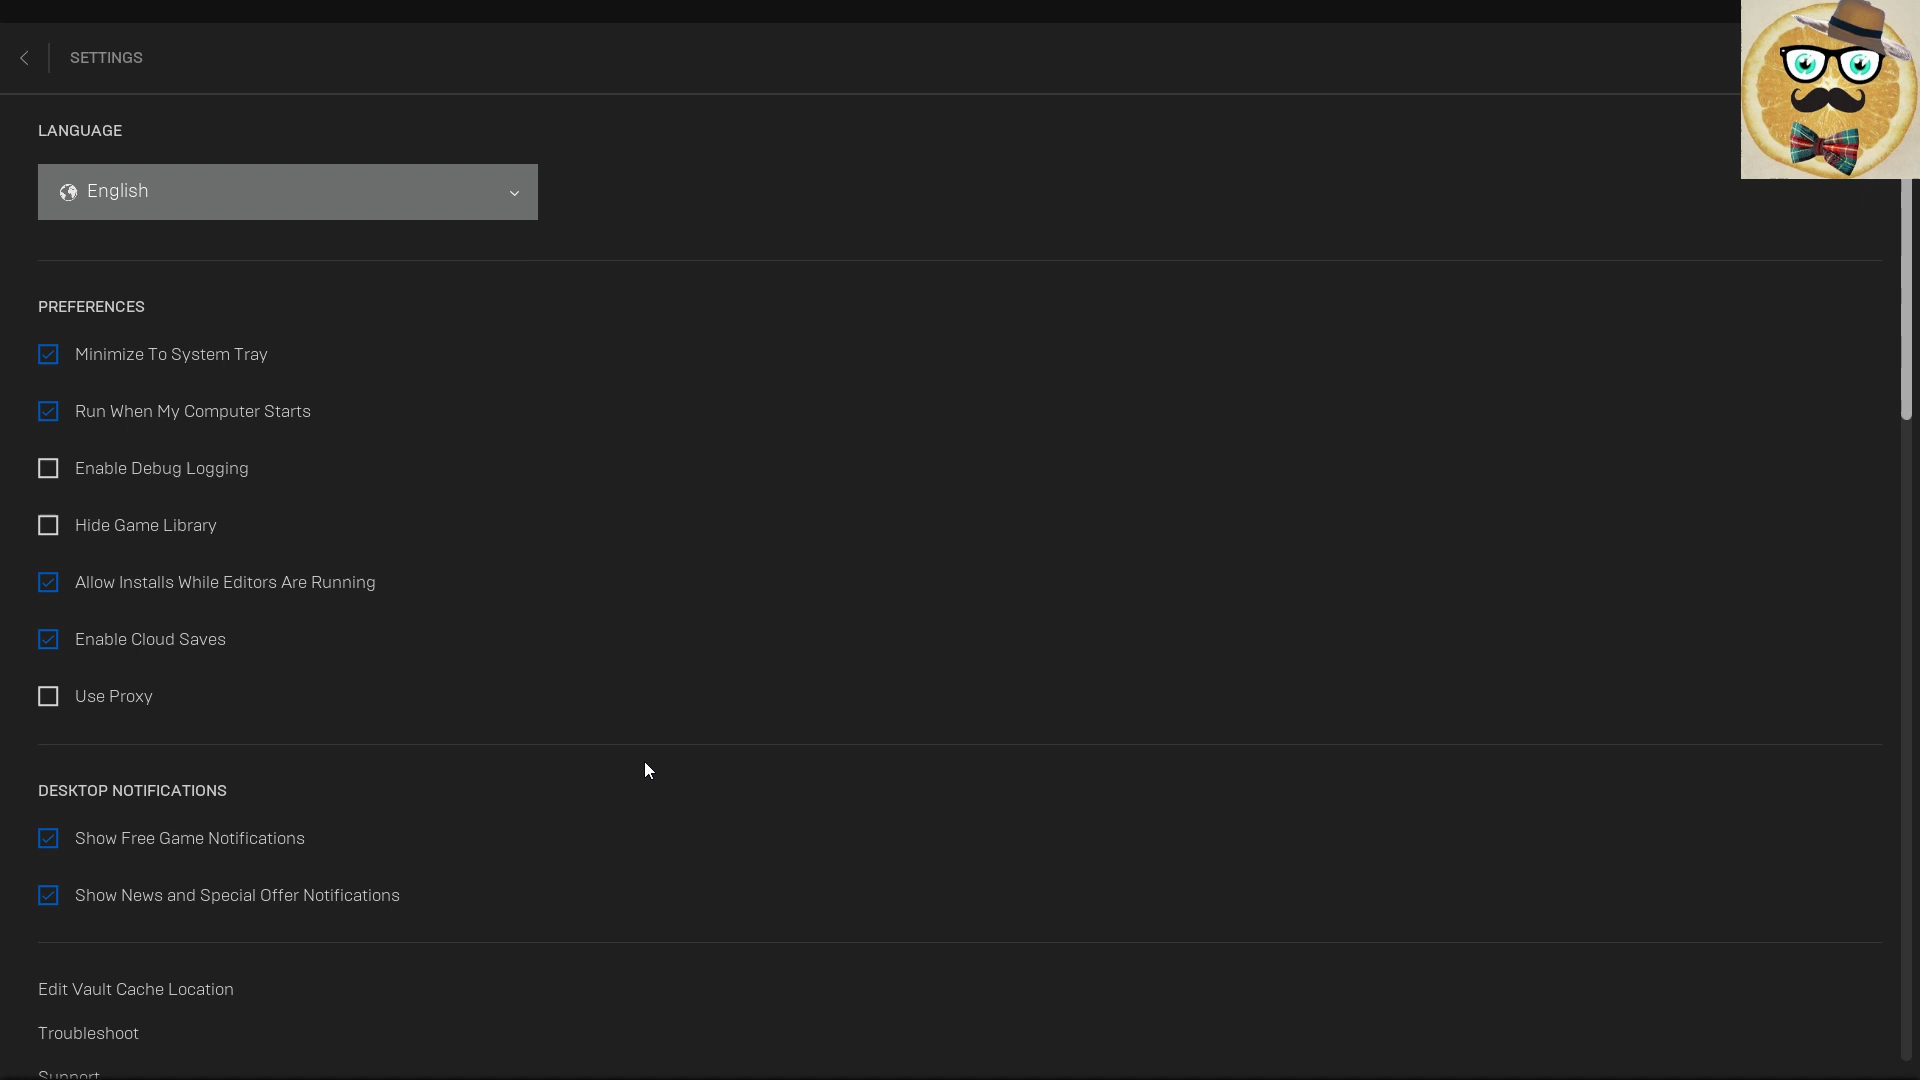 SETTINGS
LANGUAGE
English
PREFERENCES
Minimize To System Tray
Run When My Computer Starts
Enable Debug Logging
Hide Game Library
Allow Installs While Editors Are Running
Enable Cloud Saves
Use Proxy
DESKTOP NOTIFICATIONS
Show Free Game Notifications
Show News and Special Offer Notifications
Edit Vault Cache Location
Troubleshoot
Support